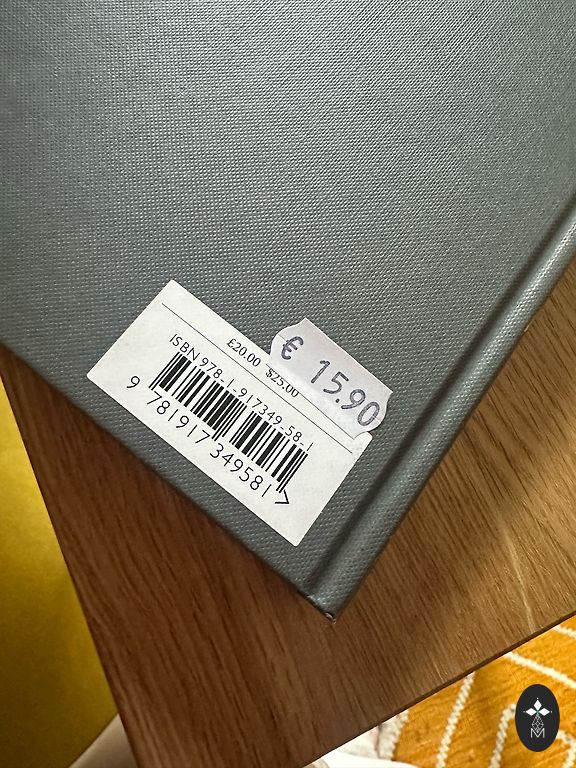 £20.00 $25.00
€ 15.90
ISBN 978-1-917349-58-1
9 781917 349581 >
M